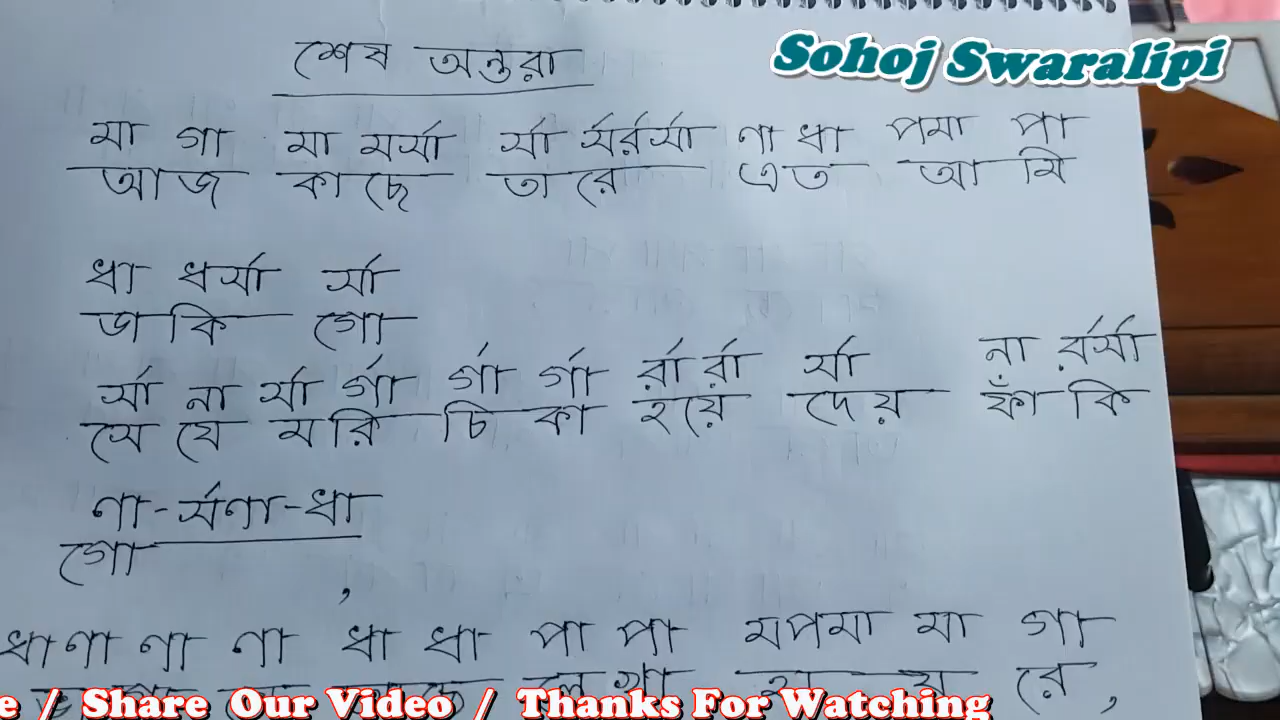 শেষ অন্তরা
Sohoj Swaralipi
মা গা মা মর্সা র্সা র্সর্রর্সা ণা ধা পমা পা
আজ কাছে তারে এত আমি
ধা ধর্সা র্সা
ডাকি গো
র্সা না র্সা র্গা র্গা র্গা র্রা র্রা র্সা না র্রর্সা
সে যে মরিচিকা হয়ে দেয় ফাঁকি
ণা-র্সণা-ধা
গো ,
ধাণা ণা ণা ধা ধা পা পা মপমা মা গা
লেখা হায় রে,
/ Share Our Video / Thanks For Watching